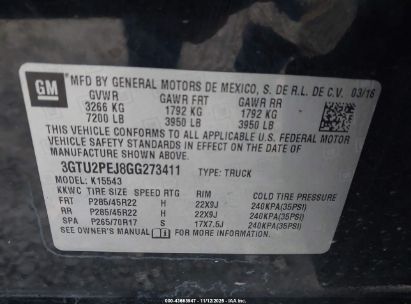 GM
MFD BY GENERAL MOTORS DE MEXICO, S. DE R.L. DE C.V. 03/16
GVWR GAWR FRT GAWR RR
3266 KG 1792 KG 1792 KG
7200 LB 3950 LB 3950 LB
THIS VEHICLE CONFORMS TO ALL APPLICABLE U.S. FEDERAL MOTOR
VEHICLE SAFETY STANDARDS IN EFFECT ON THE DATE OF
MANUFACTURE SHOWN ABOVE.
3GTU2PEJ8GG273411 TYPE: TRUCK
MODEL: K15543
KKWC TIRE SIZE SPEED RTG RIM COLD TIRE PRESSURE
FRT P285/45R22 H 22X9J 240KPA(35PSI)
RR P285/45R22 H 22X9J 240KPA(35PSI)
SPA P265/70R17 S 17X7.5J 240KPA(35PSI)
SEE OWNER'S MANUAL FOR ADDITIONAL INFORMATION.